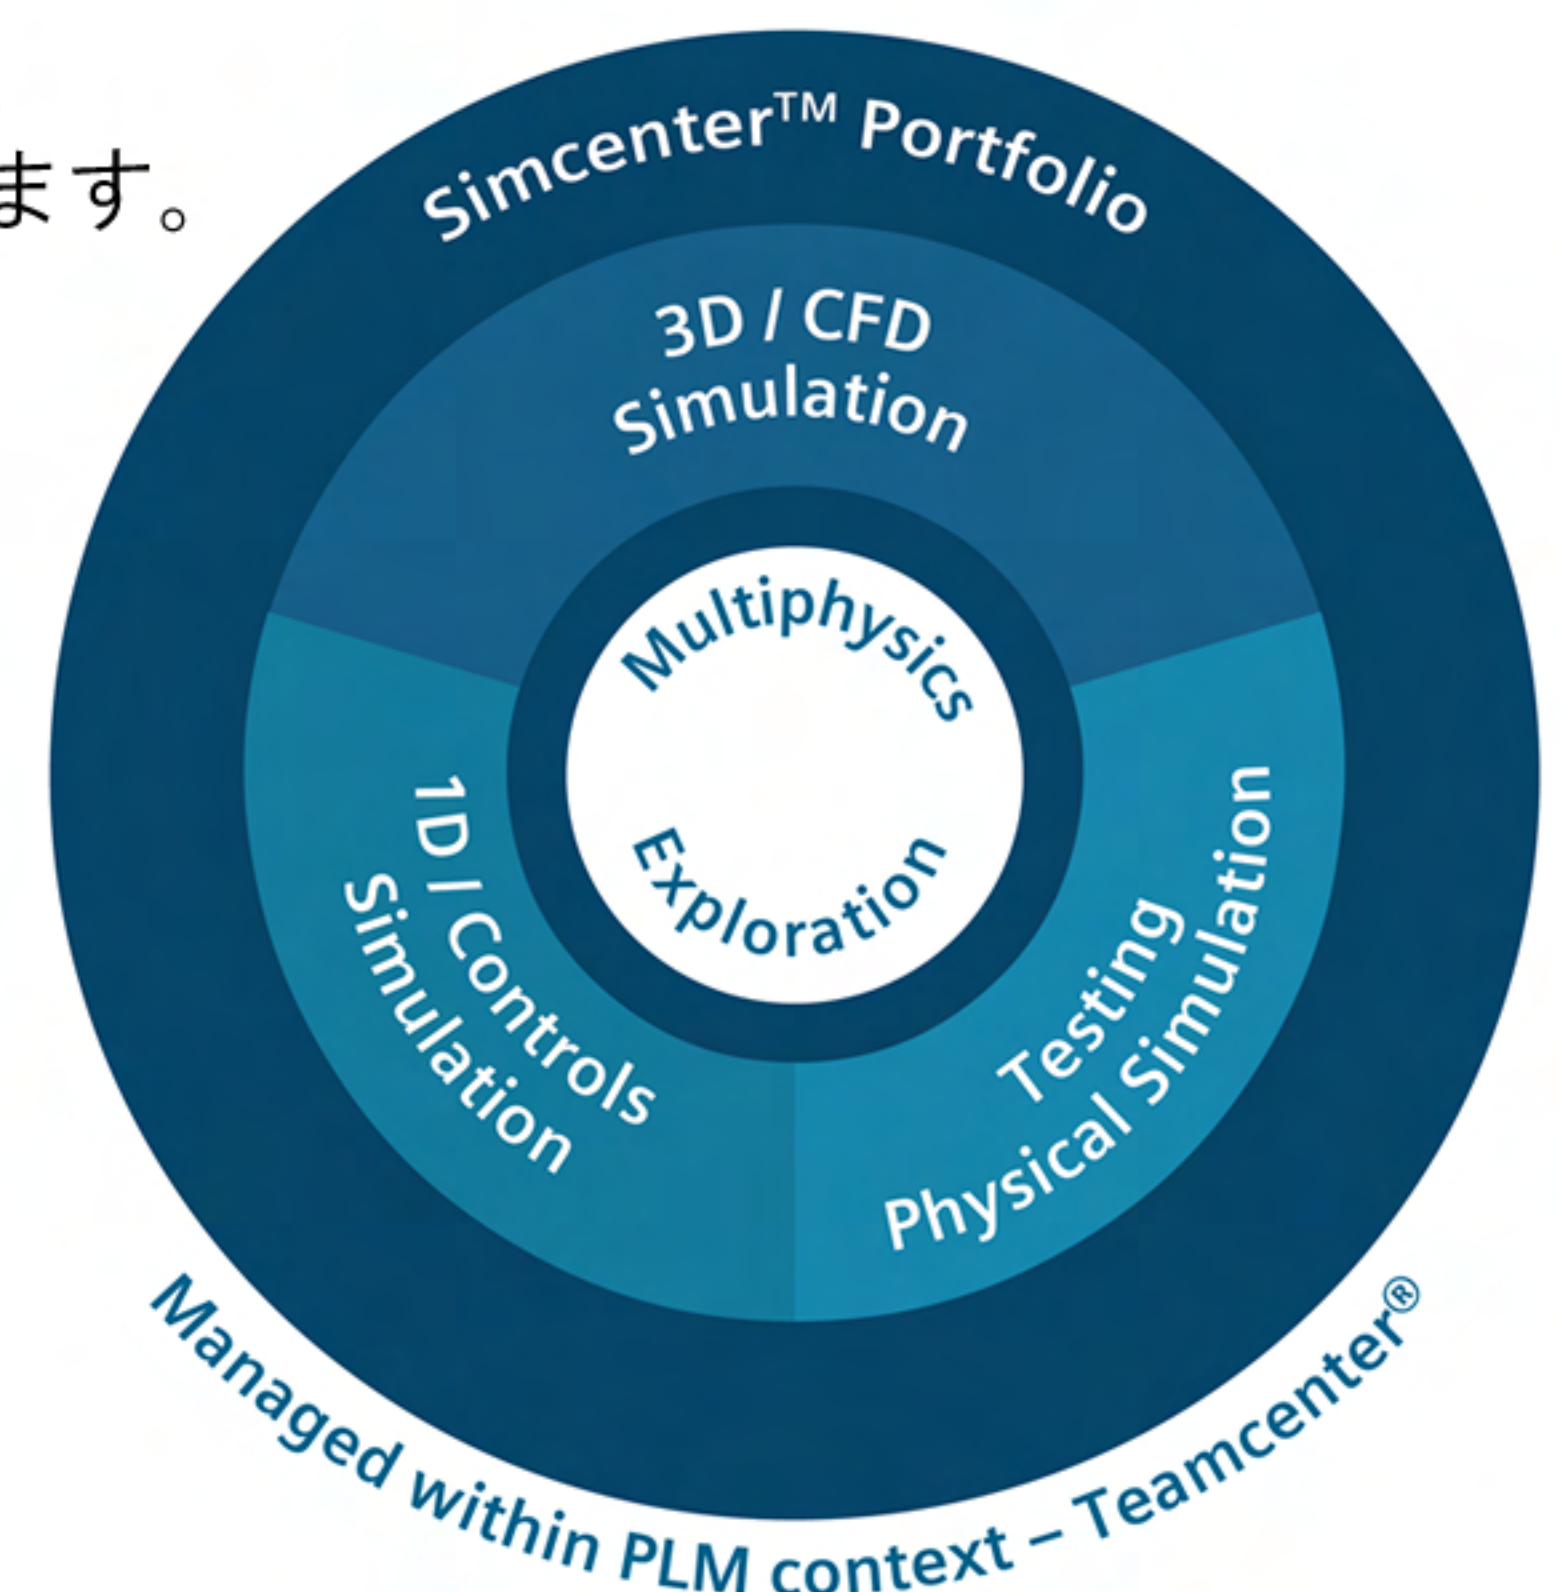 ます。
Simcenter™ Portfolio
3D / CFD
Simulation
Multiphysics
Exploration
1D / Controls
Simulation
Testing
Physical Simulation
Managed within PLM context – Teamcenter®